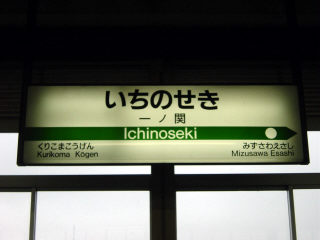 いちのせき
一ノ関
Ichinoseki
くりこまこうげん
Kurikoma Kōgen
みずさわえさし
Mizusawa Esashi